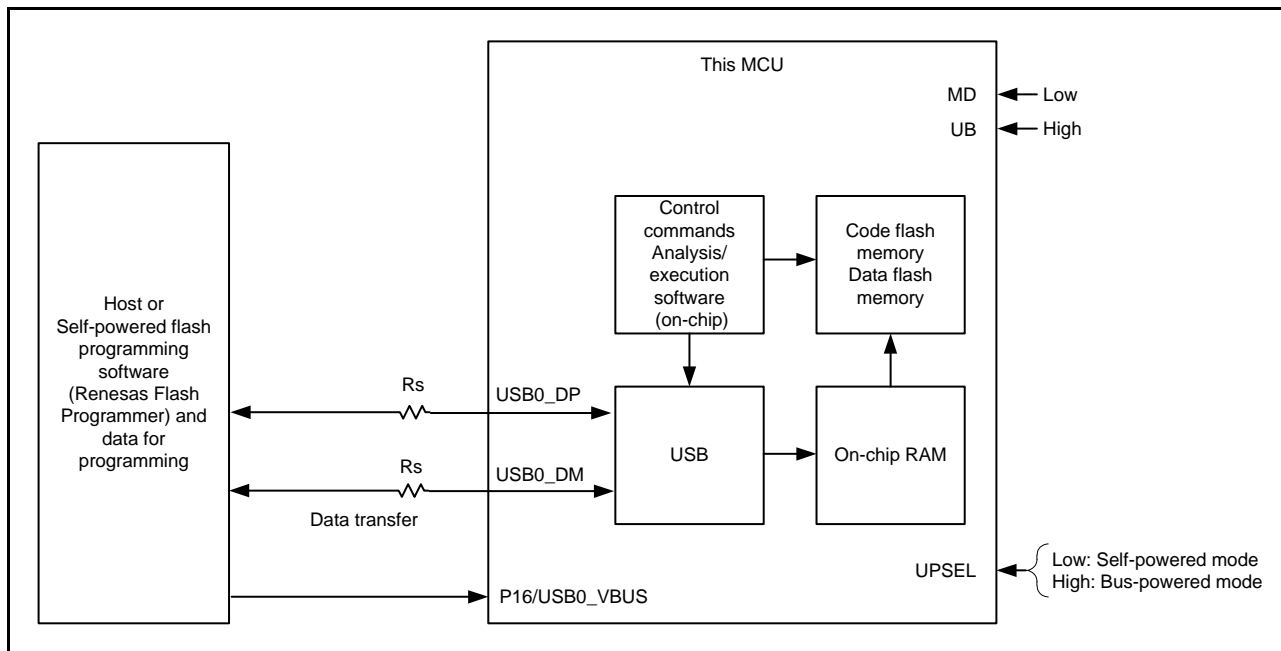 This MCU
MD
Low
UB
High
Host or
Self-powered flash
programming
software
(Renesas Flash
Programmer) and
data for
programming
Control
commands
Analysis/
execution
software
(on-chip)
Code flash
memory
Data flash
memory
Rs
USB0_DP
USB
On-chip RAM
Rs
USB0_DM
Data transfer
UPSEL
Low: Self-powered mode
High: Bus-powered mode
P16/USB0_VBUS